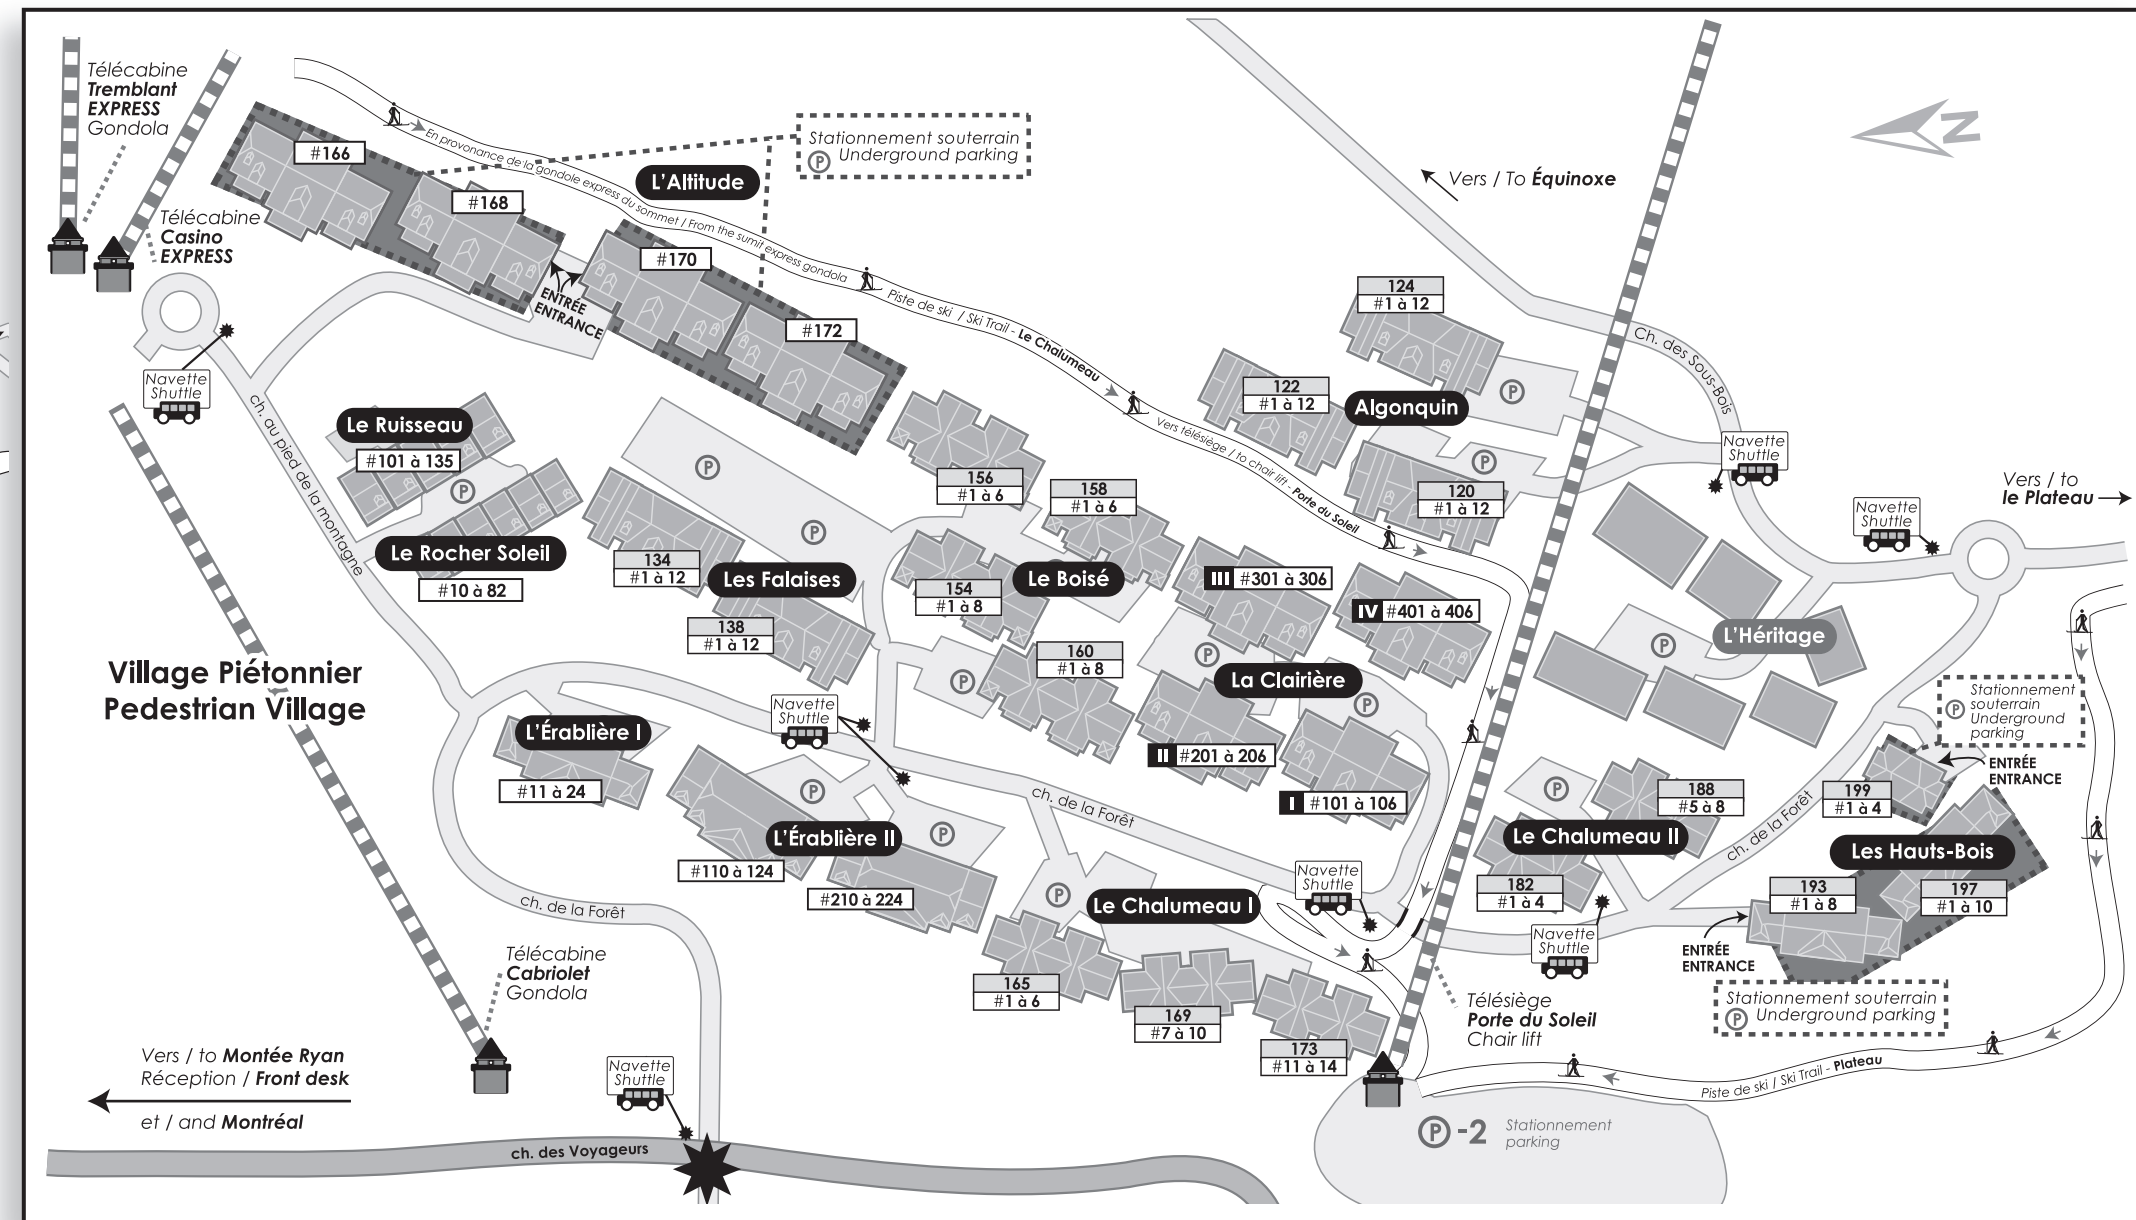 Télécabine
Tremblant
EXPRESS
Gondola
Télécabine
Casino
EXPRESS
#166
#168
#170
#172
L'Altitude
Stationnement souterrain
P Underground parking
En provonance de la gondole express du sommet / From the sumit express gondola
Piste de ski / Ski Trail - Le Chalumeau
Vers télésiège / to chair lift - Porte du Soleil
ENTRÉE
ENTRANCE
N
Vers / To Équinoxe
124
#1 à 12
122
#1 à 12
Algonquin
P
120
#1 à 12
P
Ch. des Sous-Bois
Navette
Shuttle
Navette
Shuttle
Vers / to
le Plateau
Navette
Shuttle
ch. au pied de la montagne
Le Ruisseau
#101 à 135
P
Le Rocher Soleil
#10 à 82
P
P
134
#1 à 12
Les Falaises
138
#1 à 12
156
#1 à 6
158
#1 à 6
154
#1 à 8
Le Boisé
160
#1 à 8
P
III #301 à 306
IV #401 à 406
P
La Clairière
P
II #201 à 206
I #101 à 106
L'Héritage
P
Stationnement
souterrain
P Underground
parking
ENTRÉE
ENTRANCE
Village Piétonnier
Pedestrian Village
L'Érablière I
#11 à 24
Navette
Shuttle
P
L'Érablière II
#110 à 124
#210 à 224
P
ch. de la Forêt
ch. de la Forêt
P
Le Chalumeau I
Navette
Shuttle
165
#1 à 6
169
#7 à 10
173
#11 à 14
P
188
#5 à 8
Le Chalumeau II
182
#1 à 4
Navette
Shuttle
ch. de la Forêt
199
#1 à 4
Les Hauts-Bois
193
#1 à 8
197
#1 à 10
ENTRÉE
ENTRANCE
Stationnement souterrain
P Underground parking
Télécabine
Cabriolet
Gondola
Télésiège
Porte du Soleil
Chair lift
Vers / to Montée Ryan
Réception / Front desk
et / and Montréal
Navette
Shuttle
ch. des Voyageurs
Piste de ski / Ski Trail - Plateau
P -2 Stationnement
parking